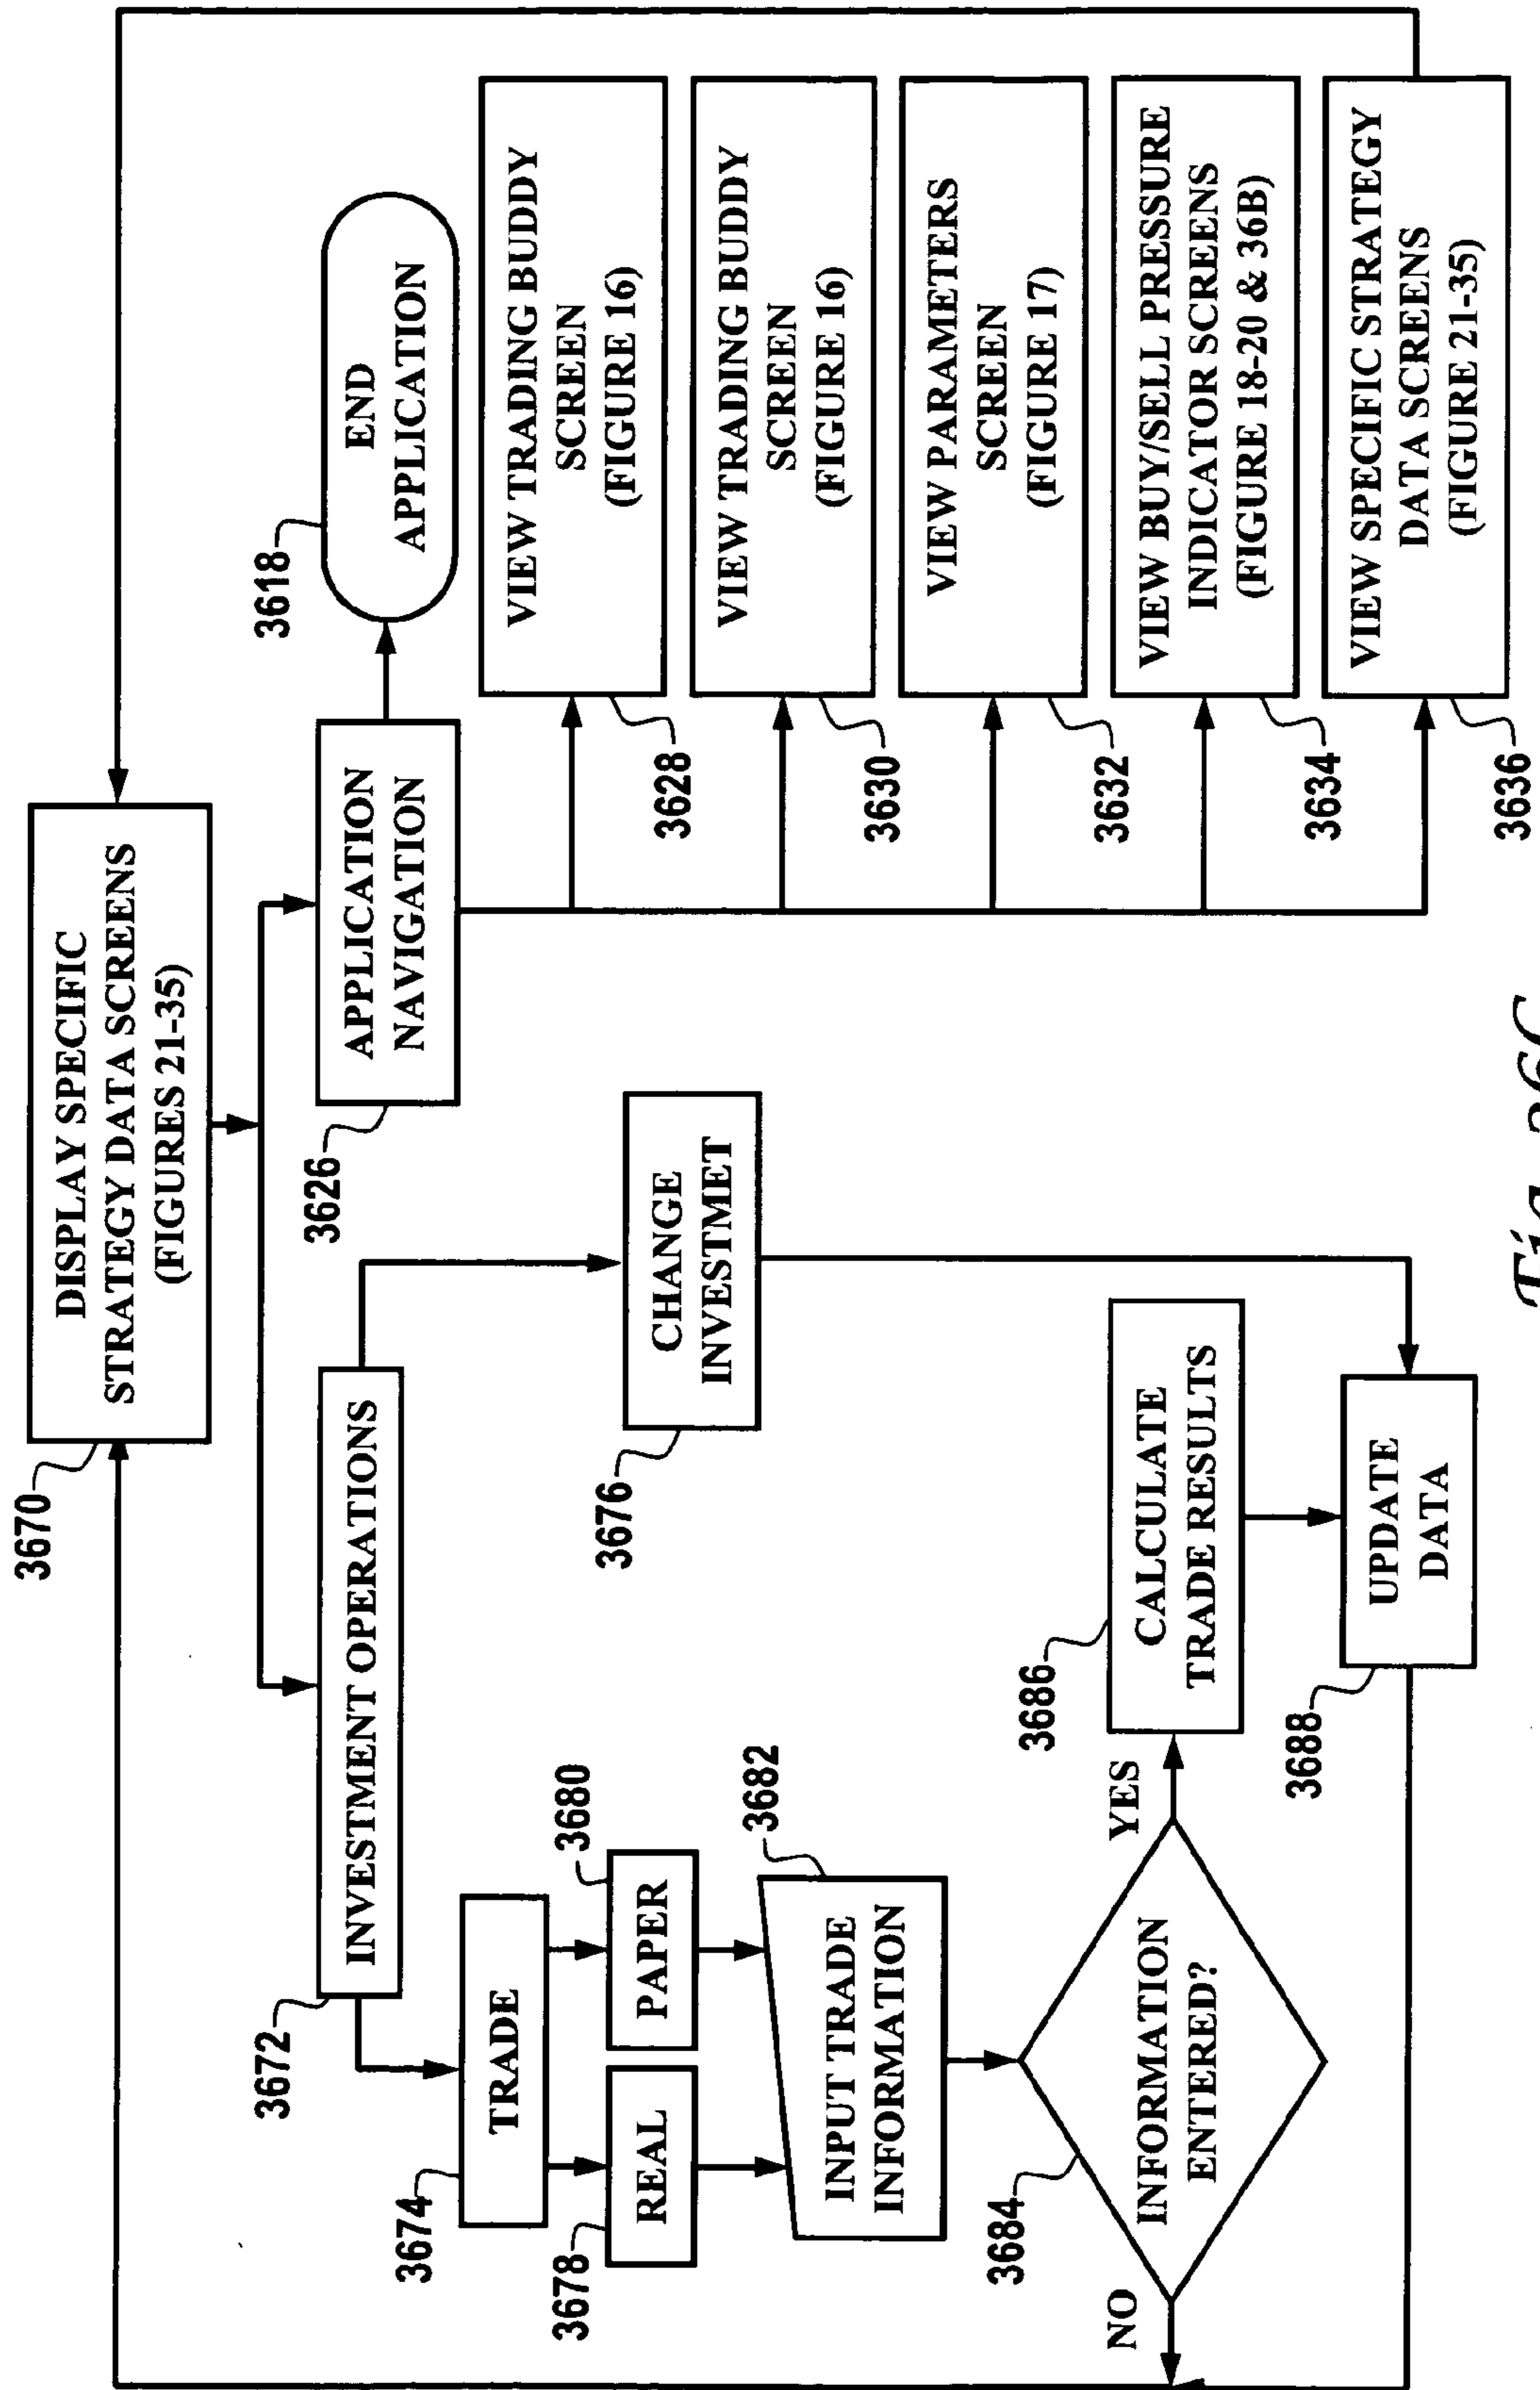 3670
DISPLAY SPECIFIC
STRATEGY DATA SCREENS
(FIGURES 21-35)
3672
INVESTMENT OPERATIONS
3626
APPLICATION
NAVIGATION
3618
END
APPLICATION
3674
TRADE
3678
REAL
3680
PAPER
3676
CHANGE
INVESTMET
3682
INPUT TRADE
INFORMATION
3684
INFORMATION
ENTERED?
NO
YES
3686
CALCULATE
TRADE RESULTS
3688
UPDATE
DATA
VIEW TRADING BUDDY
SCREEN
(FIGURE 16)
3628
VIEW TRADING BUDDY
SCREEN
(FIGURE 16)
3630
VIEW PARAMETERS
SCREEN
(FIGURE 17)
3632
VIEW BUY/SELL PRESSURE
INDICATOR SCREENS
(FIGURE 18-20 & 36B)
3634
VIEW SPECIFIC STRATEGY
DATA SCREENS
(FIGURE 21-35)
3636
Fig. 36C